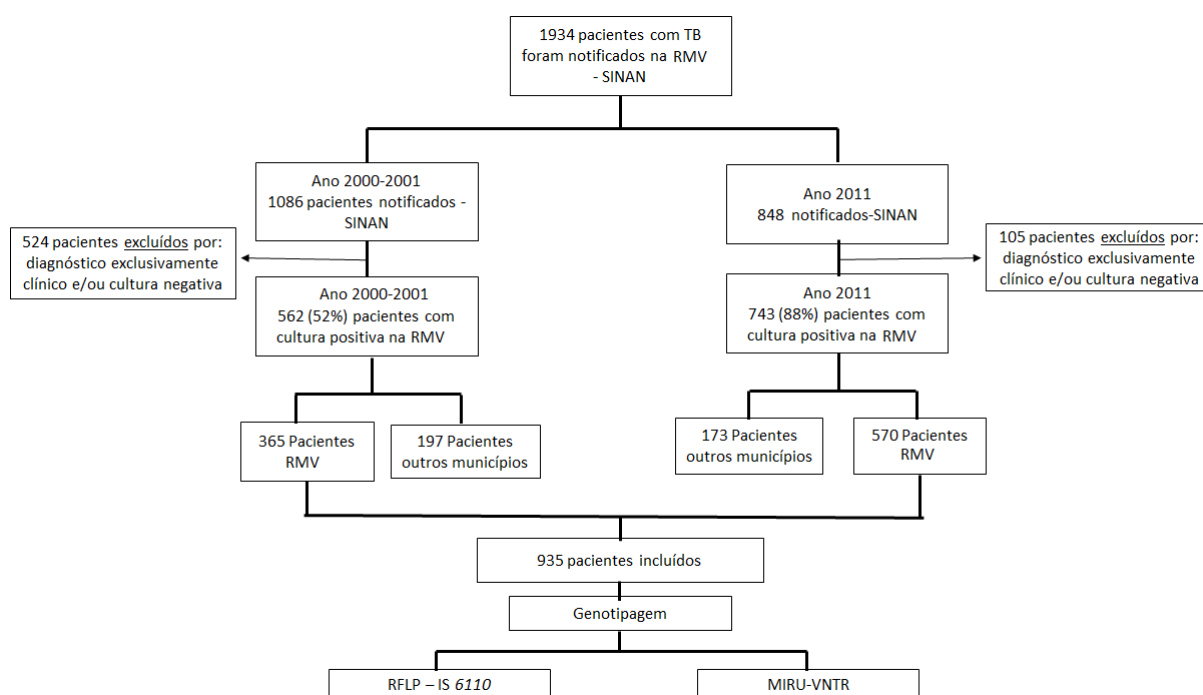 1934 pacientes com TB
foram notificados na RMV
- SINAN
Ano 2000-2001
1086 pacientes notificados -
SINAN
Ano 2011
848 notificados-SINAN
524 pacientes excluídos por:
diagnóstico exclusivamente
clínico e/ou cultura negativa
105 pacientes excluídos por:
diagnóstico exclusivamente
clínico e/ou cultura negativa
Ano 2000-2001
562 (52%) pacientes com
cultura positiva na RMV
Ano 2011
743 (88%) pacientes com
cultura positiva na RMV
365 Pacientes
RMV
197 Pacientes
outros municípios
173 Pacientes
outros municípios
570 Pacientes
RMV
935 pacientes incluídos
Genotipagem
RFLP – IS 6110
MIRU-VNTR